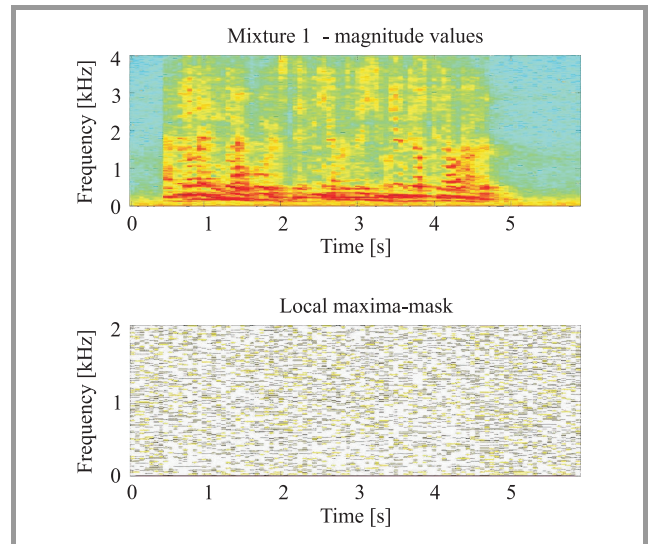 Mixture 1 - magnitude values
Frequency [kHz]
4
3
2
1
0
0 1 2 3 4 5
Time [s]
Local maxima-mask
Frequency [kHz]
2
1
0
0 1 2 3 4 5
Time [s]